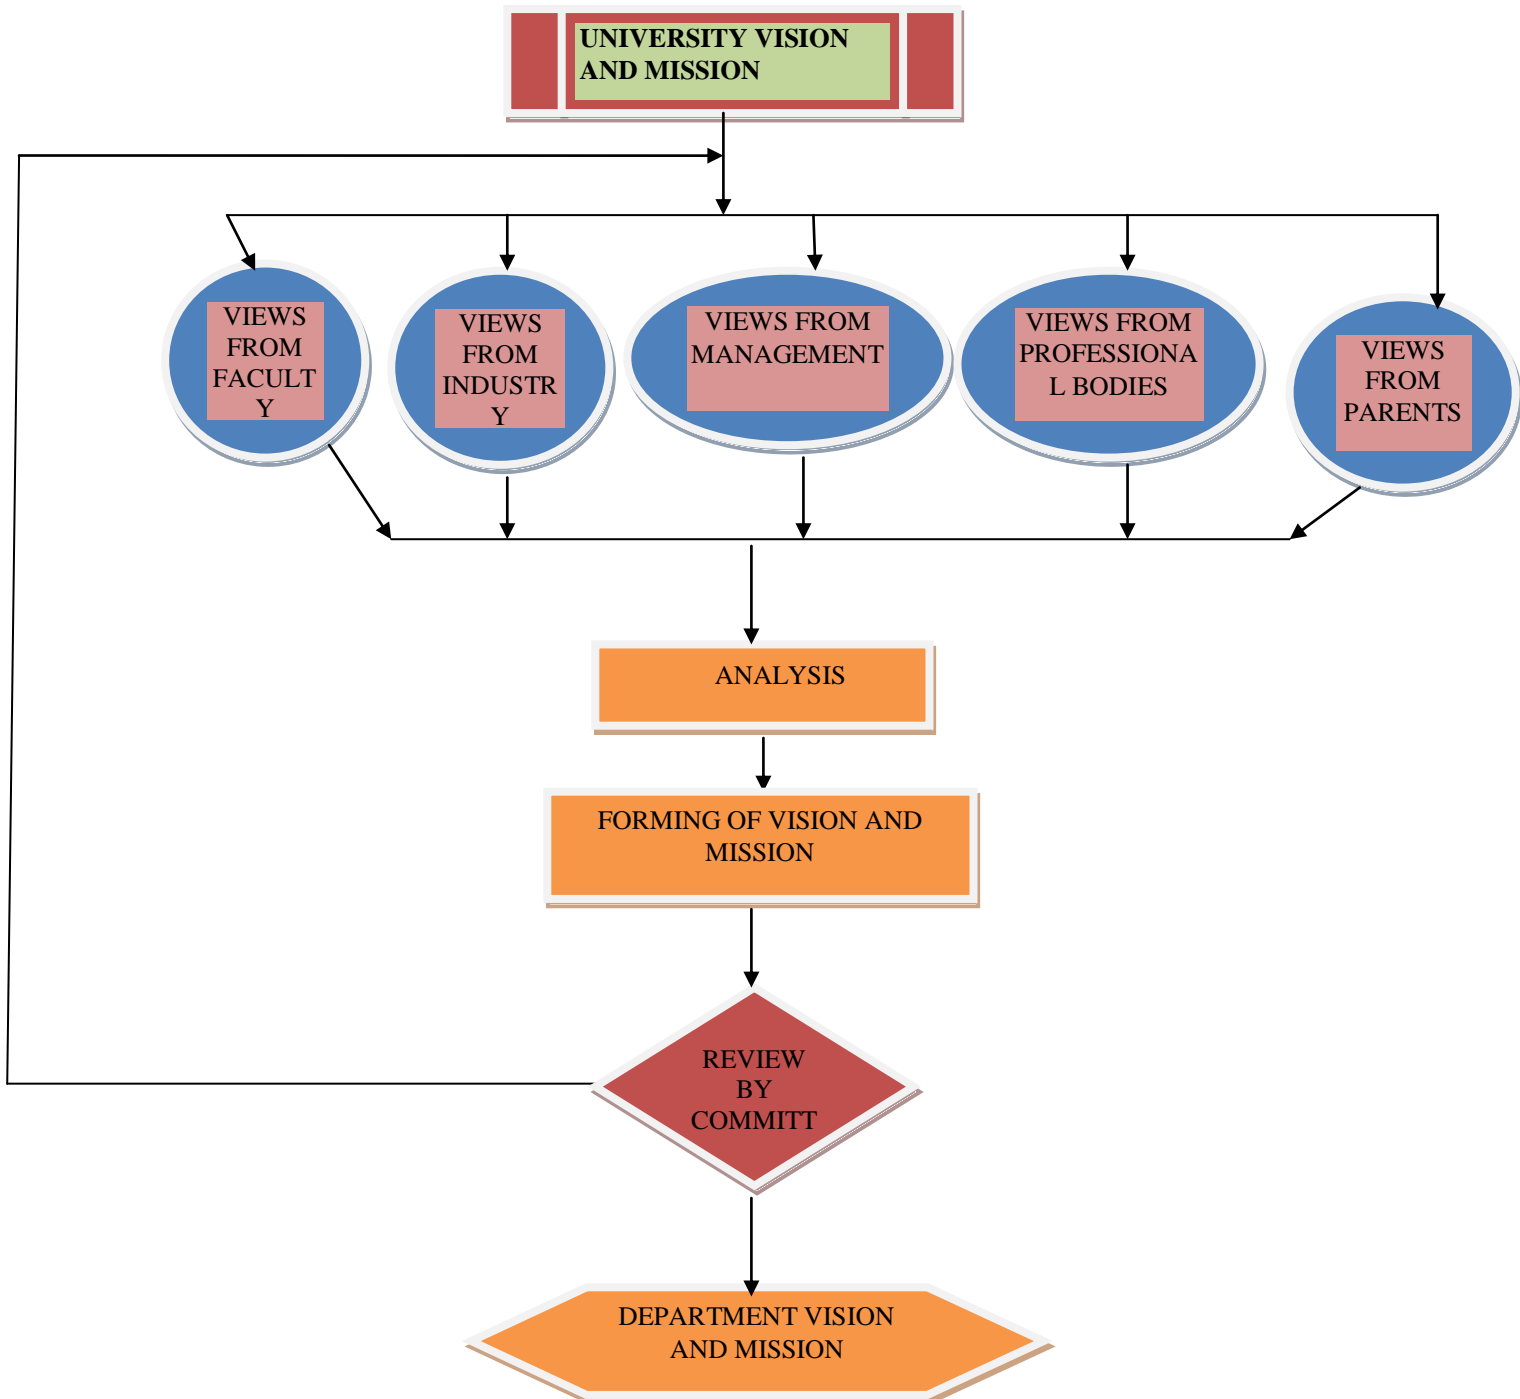 UNIVERSITY VISION
AND MISSION
VIEWS
FROM
FACULT
Y
VIEWS
FROM
INDUSTR
Y
VIEWS FROM
MANAGEMENT
VIEWS FROM
PROFESSIONA
L BODIES
VIEWS
FROM
PARENTS
ANALYSIS
FORMING OF VISION AND
MISSION
REVIEW
BY
COMMITT
DEPARTMENT VISION
AND MISSION